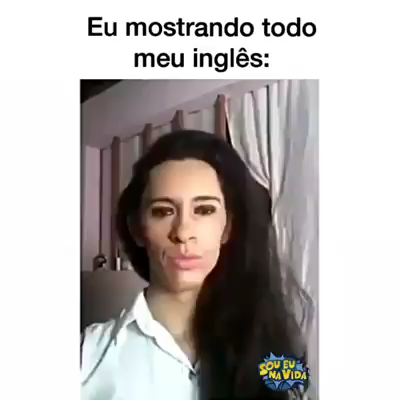 Eu mostrando todo
meu inglês:
SOU EU
NA VIDA